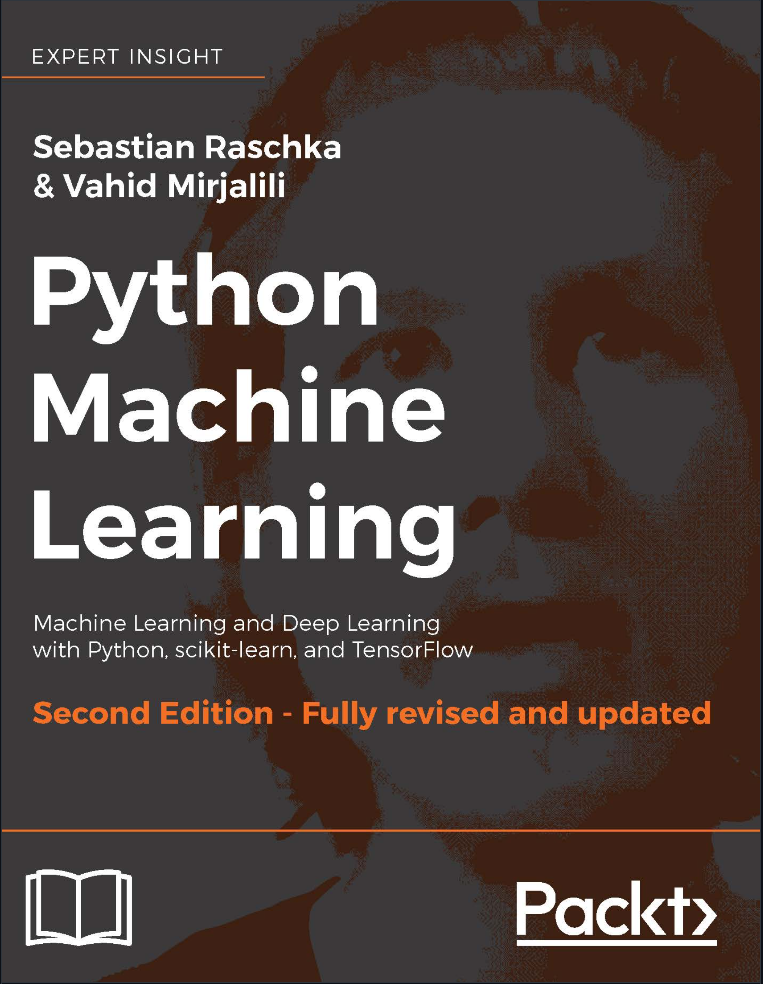 EXPERT INSIGHT
Sebastian Raschka
& Vahid Mirjalili
Python
Machine
Learning
Machine Learning and Deep Learning
with Python, scikit-learn, and TensorFlow
Second Edition - Fully revised and updated
Packt>